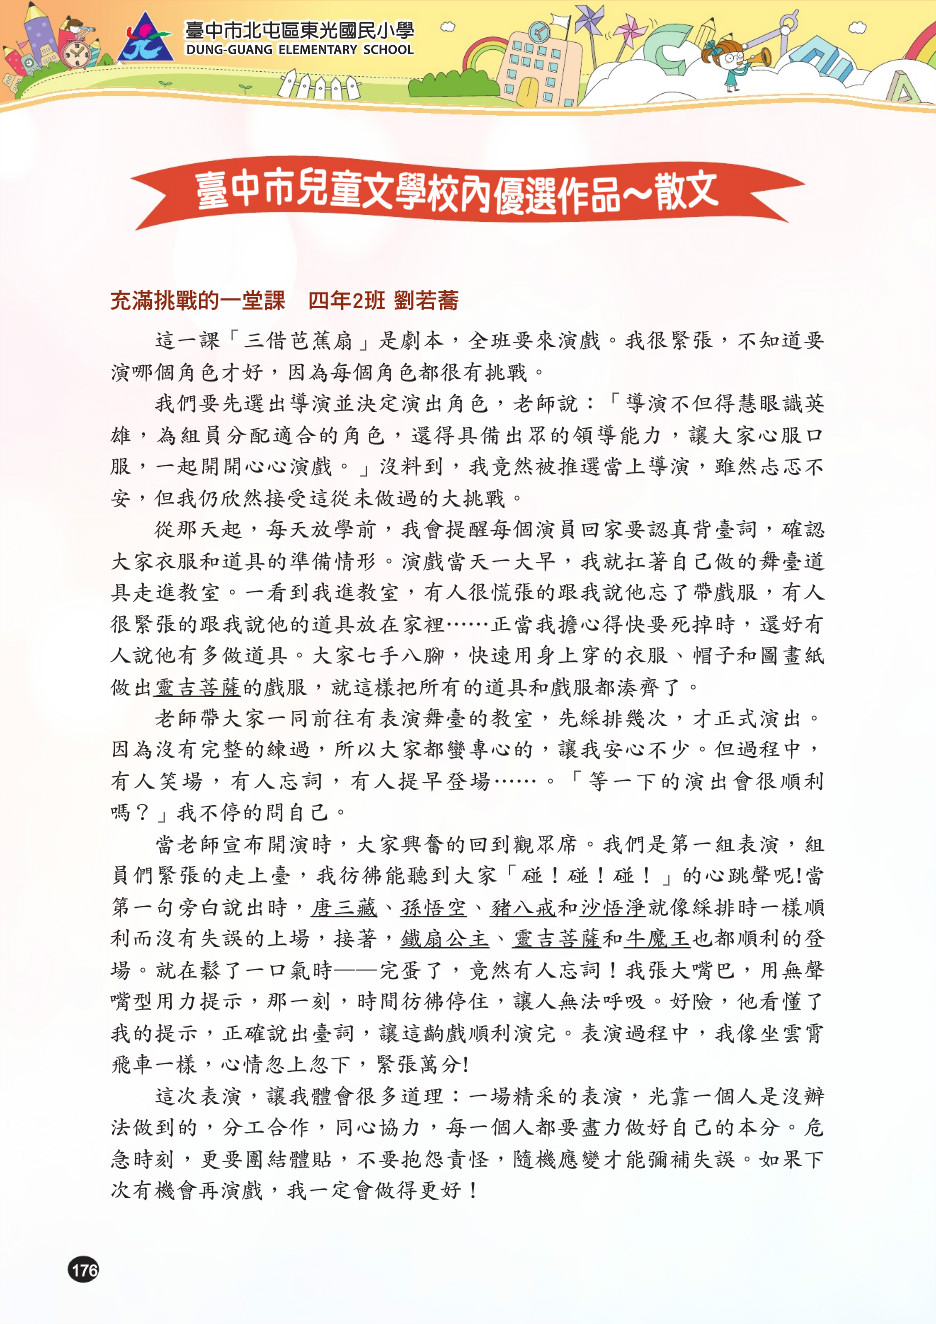 臺中市北屯區東光國民小學
DUNG-GUANG ELEMENTARY SCHOOL
臺中市兒童文學校內優選作品～散文
充滿挑戰的一堂課　四年2班 劉若蕎
這一課「三借芭蕉扇」是劇本，全班要來演戲。我很緊張，不知道要
演哪個角色才好，因為每個角色都很有挑戰。
我們要先選出導演並決定演出角色，老師說：「導演不但得慧眼識英
雄，為組員分配適合的角色，還得具備出眾的領導能力，讓大家心服口
服，一起開開心心演戲。」沒料到，我竟然被推選當上導演，雖然忐忑不
安，但我仍欣然接受這從未做過的大挑戰。
從那天起，每天放學前，我會提醒每個演員回家要認真背臺詞，確認
大家衣服和道具的準備情形。演戲當天一大早，我就扛著自己做的舞臺道
具走進教室。一看到我進教室，有人很慌張的跟我說他忘了帶戲服，有人
很緊張的跟我說他的道具放在家裡……正當我擔心得快要死掉時，還好有
人說他有多做道具。大家七手八腳，快速用身上穿的衣服、帽子和圖畫紙
做出靈吉菩薩的戲服，就這樣把所有的道具和戲服都湊齊了。
老師帶大家一同前往有表演舞臺的教室，先綵排幾次，才正式演出。
因為沒有完整的練過，所以大家都蠻專心的，讓我安心不少。但過程中，
有人笑場，有人忘詞，有人提早登場……。「等一下的演出會很順利
嗎？」我不停的問自己。
當老師宣布開演時，大家興奮的回到觀眾席。我們是第一組表演，組
員們緊張的走上臺，我彷彿能聽到大家「碰！碰！碰！」的心跳聲呢!當
第一句旁白說出時，唐三藏、孫悟空、豬八戒和沙悟淨就像綵排時一樣順
利而沒有失誤的上場，接著，鐵扇公主、靈吉菩薩和牛魔王也都順利的登
場。就在鬆了一口氣時——完蛋了，竟然有人忘詞！我張大嘴巴，用無聲
嘴型用力提示，那一刻，時間彷彿停住，讓人無法呼吸。好險，他看懂了
我的提示，正確說出臺詞，讓這齣戲順利演完。表演過程中，我像坐雲霄
飛車一樣，心情忽上忽下，緊張萬分!
這次表演，讓我體會很多道理：一場精采的表演，光靠一個人是沒辦
法做到的，分工合作，同心協力，每一個人都要盡力做好自己的本分。危
急時刻，更要團結體貼，不要抱怨責怪，隨機應變才能彌補失誤。如果下
次有機會再演戲，我一定會做得更好！
176